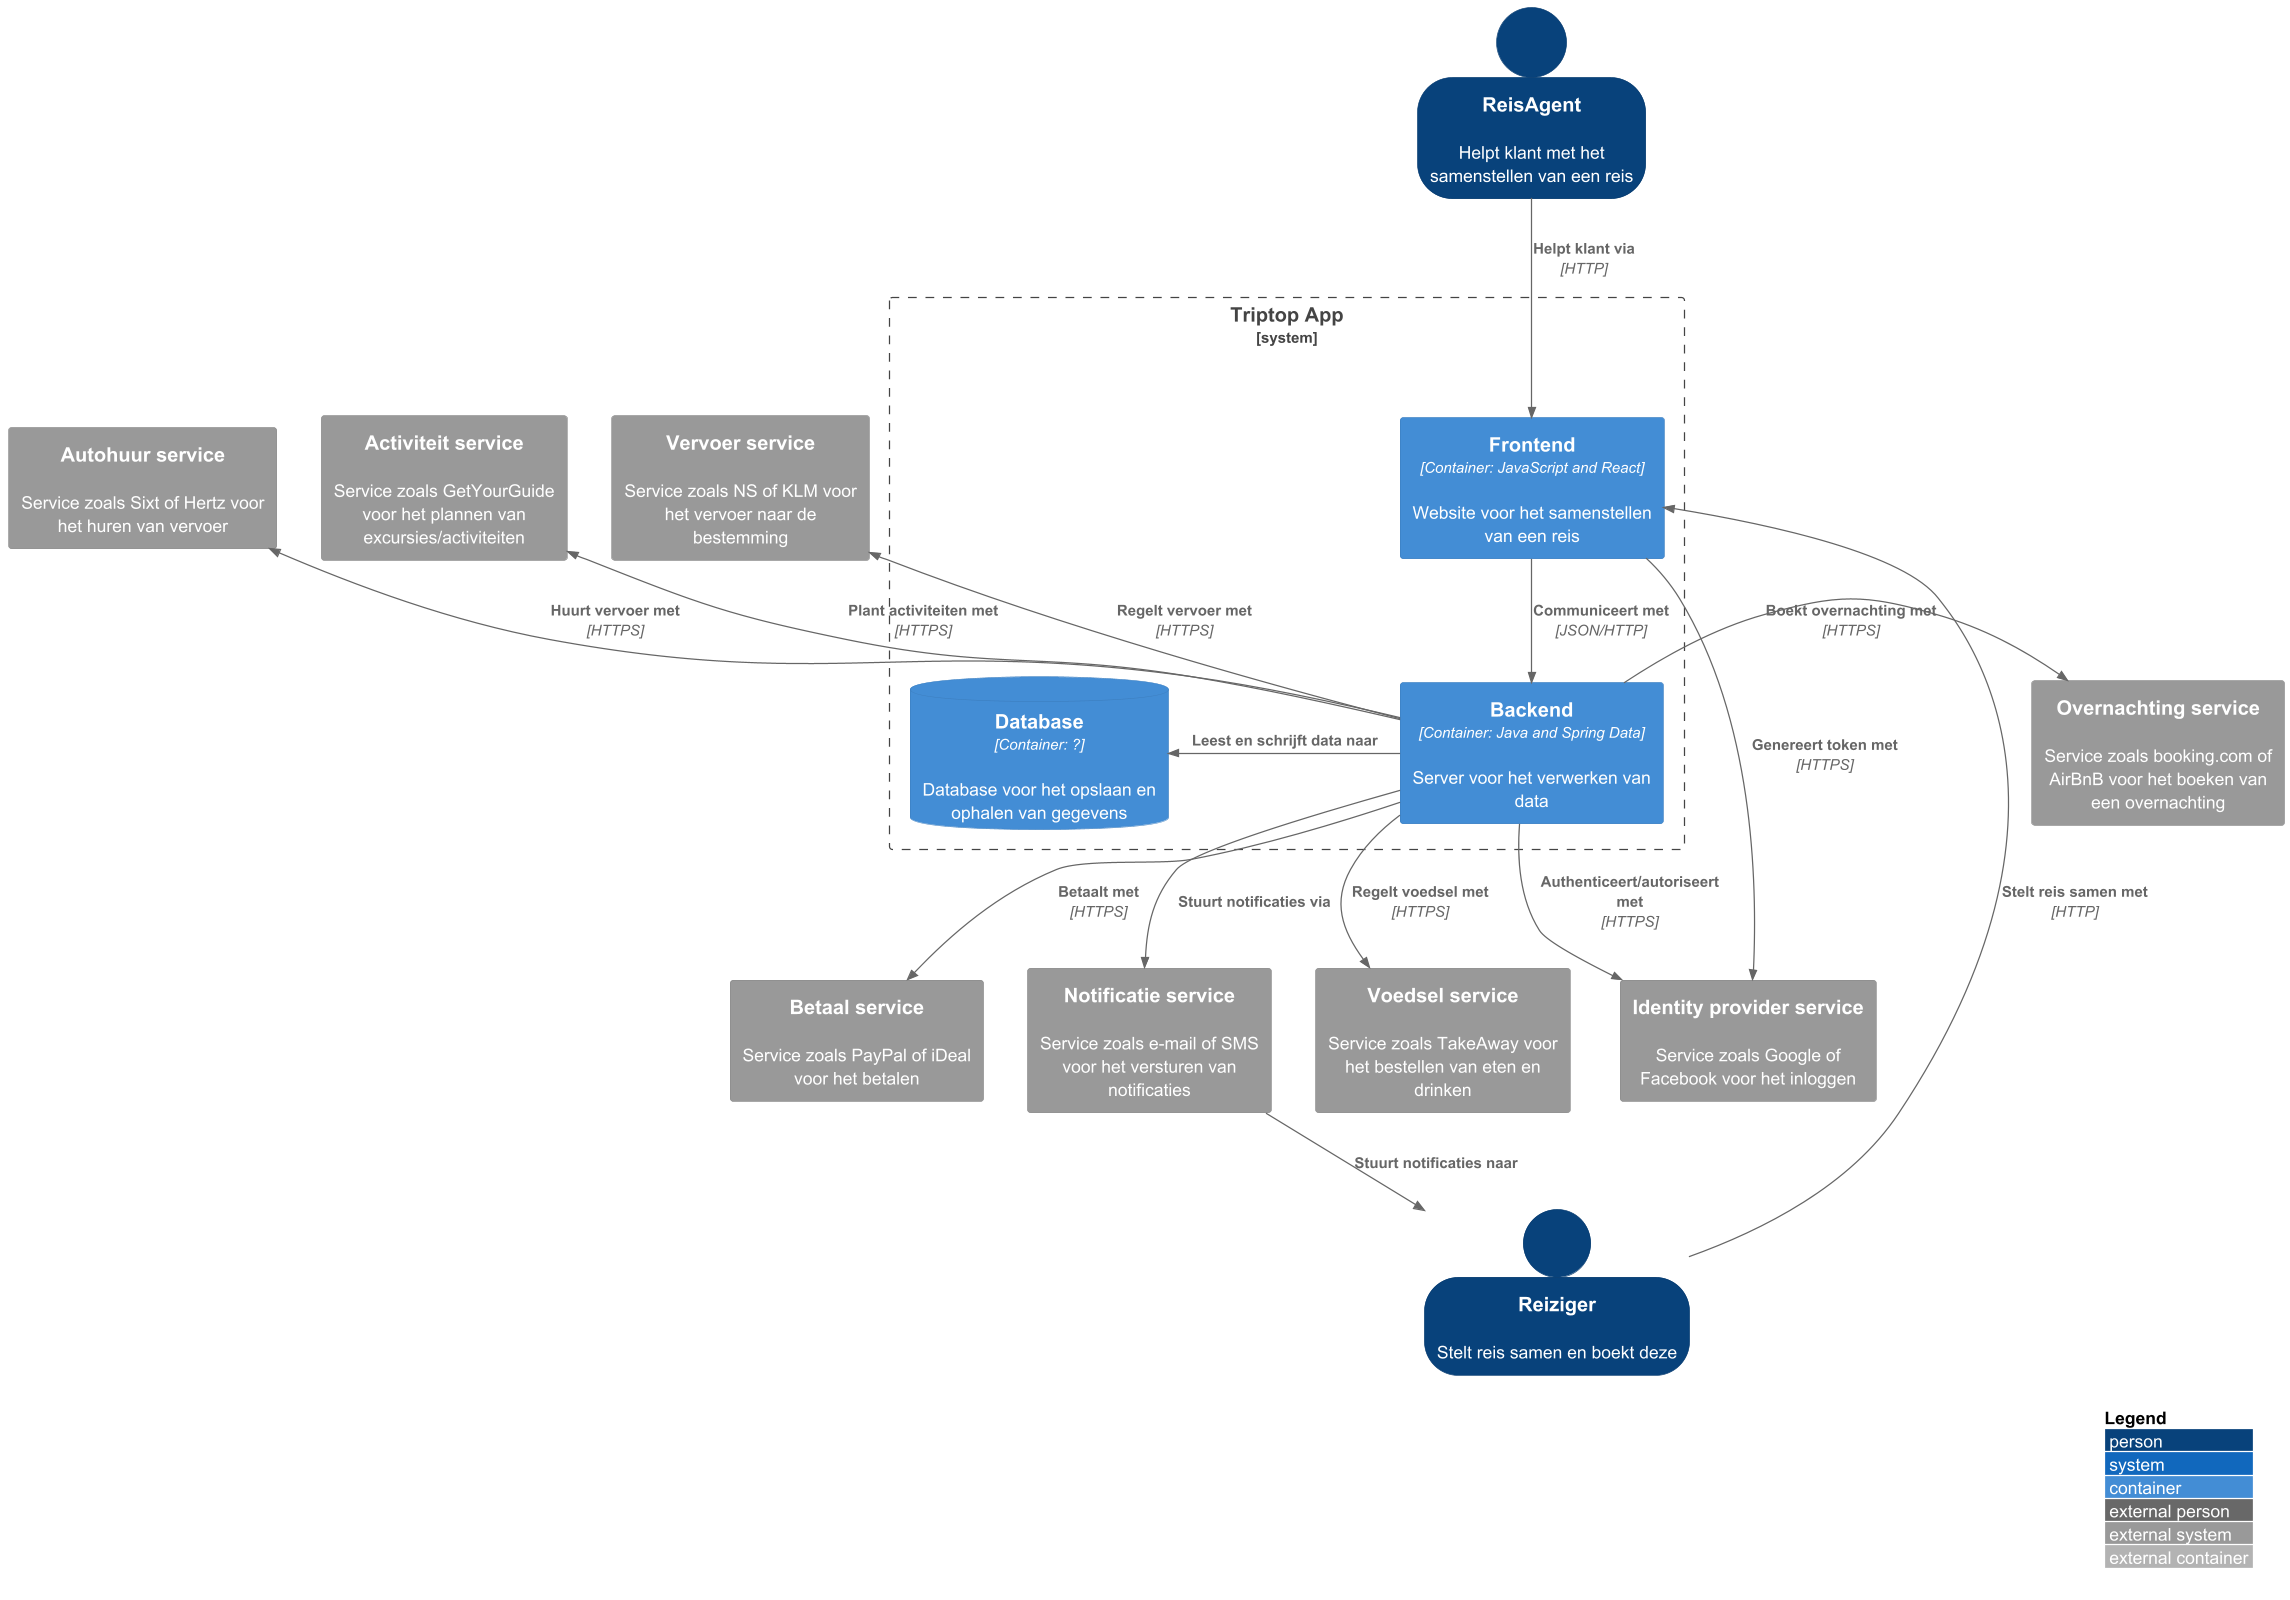 ReisAgent
Helpt klant met het
samenstellen van een reis
Helpt klant via
[HTTP]
Triptop App
[system]
Autohuur service
Service zoals Sixt of Hertz voor
het huren van vervoer
Activiteit service
Service zoals GetYourGuide
voor het plannen van
excursies/activiteiten
Vervoer service
Service zoals NS of KLM voor
het vervoer naar de
bestemming
Frontend
[Container: JavaScript and React]
Website voor het samenstellen
van een reis
Huurt vervoer met
[HTTPS]
Plant activiteiten met
[HTTPS]
Regelt vervoer met
[HTTPS]
Communiceert met
[JSON/HTTP]
Boekt overnachting met
[HTTPS]
Database
[Container: ?]
Database voor het opslaan en
ophalen van gegevens
Leest en schrijft data naar
Backend
[Container: Java and Spring Data]
Server voor het verwerken van
data
Genereert token met
[HTTPS]
Overnachting service
Service zoals booking.com of
AirBnB voor het boeken van
een overnachting
Betaalt met
[HTTPS]
Stuurt notificaties via
Regelt voedsel met
[HTTPS]
Authenticeert/autoriseert
met
[HTTPS]
Stelt reis samen met
[HTTP]
Betaal service
Service zoals PayPal of iDeal
voor het betalen
Notificatie service
Service zoals e-mail of SMS
voor het versturen van
notificaties
Voedsel service
Service zoals TakeAway voor
het bestellen van eten en
drinken
Identity provider service
Service zoals Google of
Facebook voor het inloggen
Stuurt notificaties naar
Reiziger
Stelt reis samen en boekt deze
Legend
person
system
container
external person
external system
external container